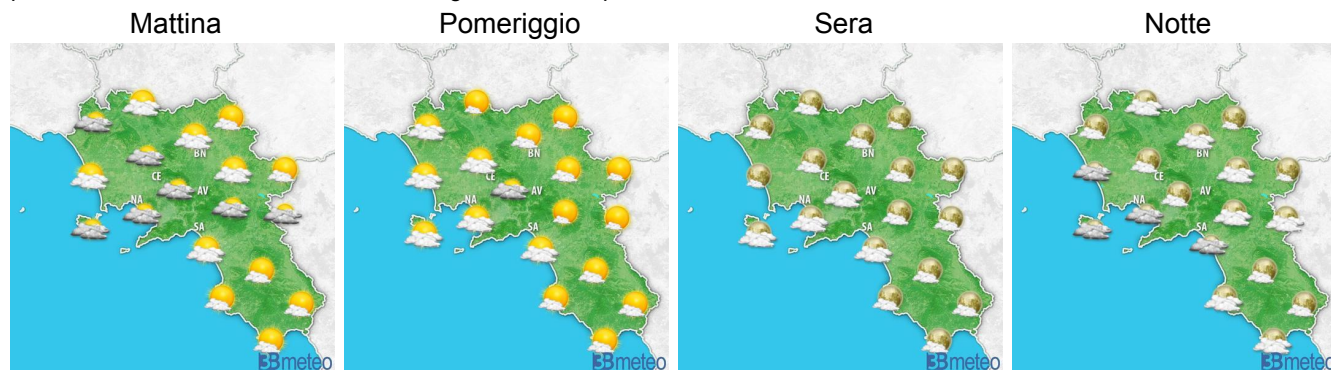 Mattina
Pomeriggio
Sera
Notte
BN
CE
AV
NA
SA
3Bmeteo
BN
CE
AV
NA
SA
3Bmeteo
BN
CE
AV
NA
SA
3Bmeteo
BN
CE
AV
NA
SA
3Bmeteo